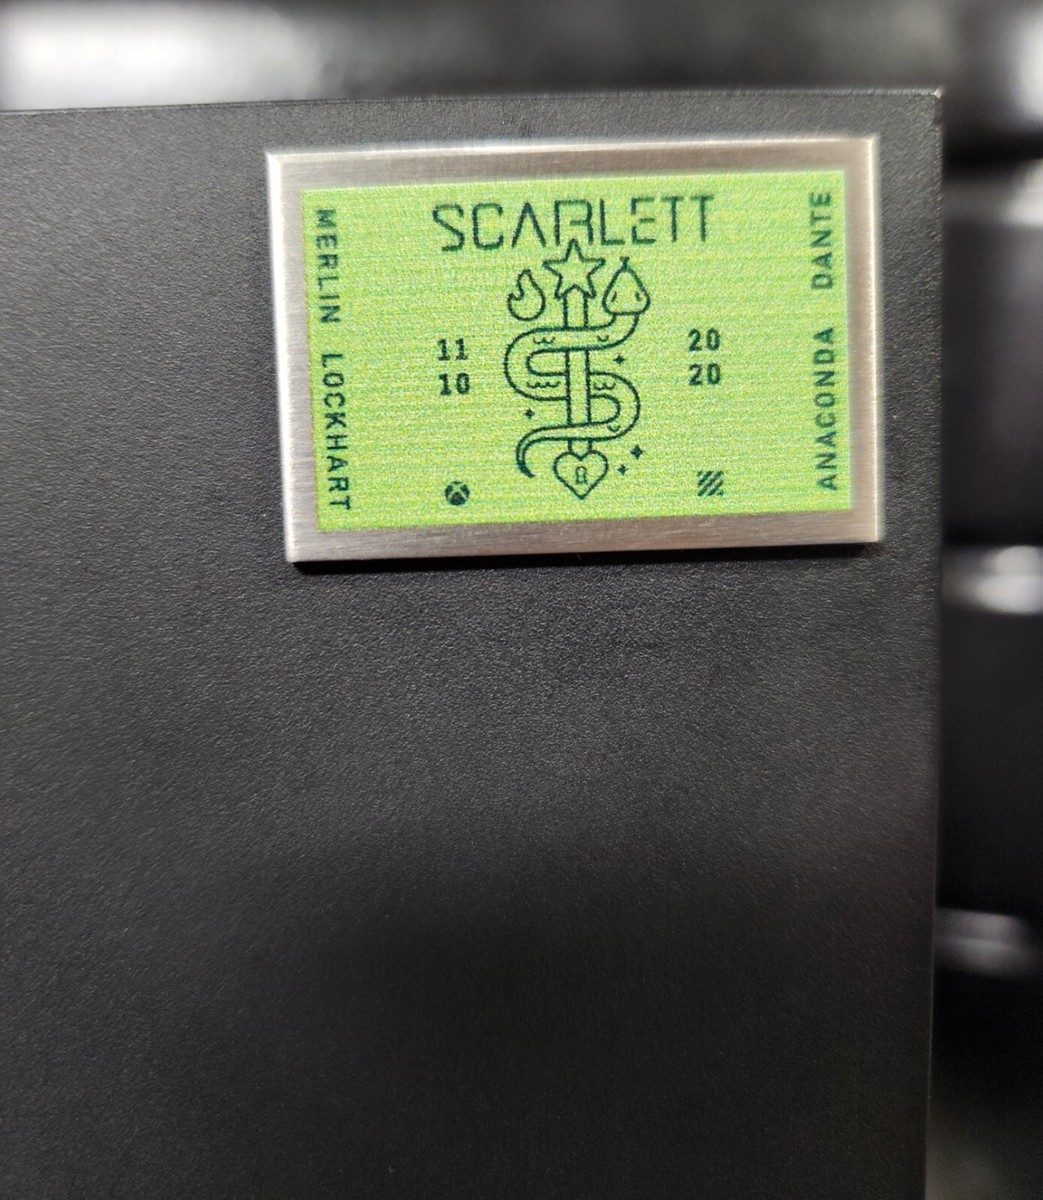 SCARLETT
MERLIN LOCKHART
11
10
20
20
ANACONDA DANTE